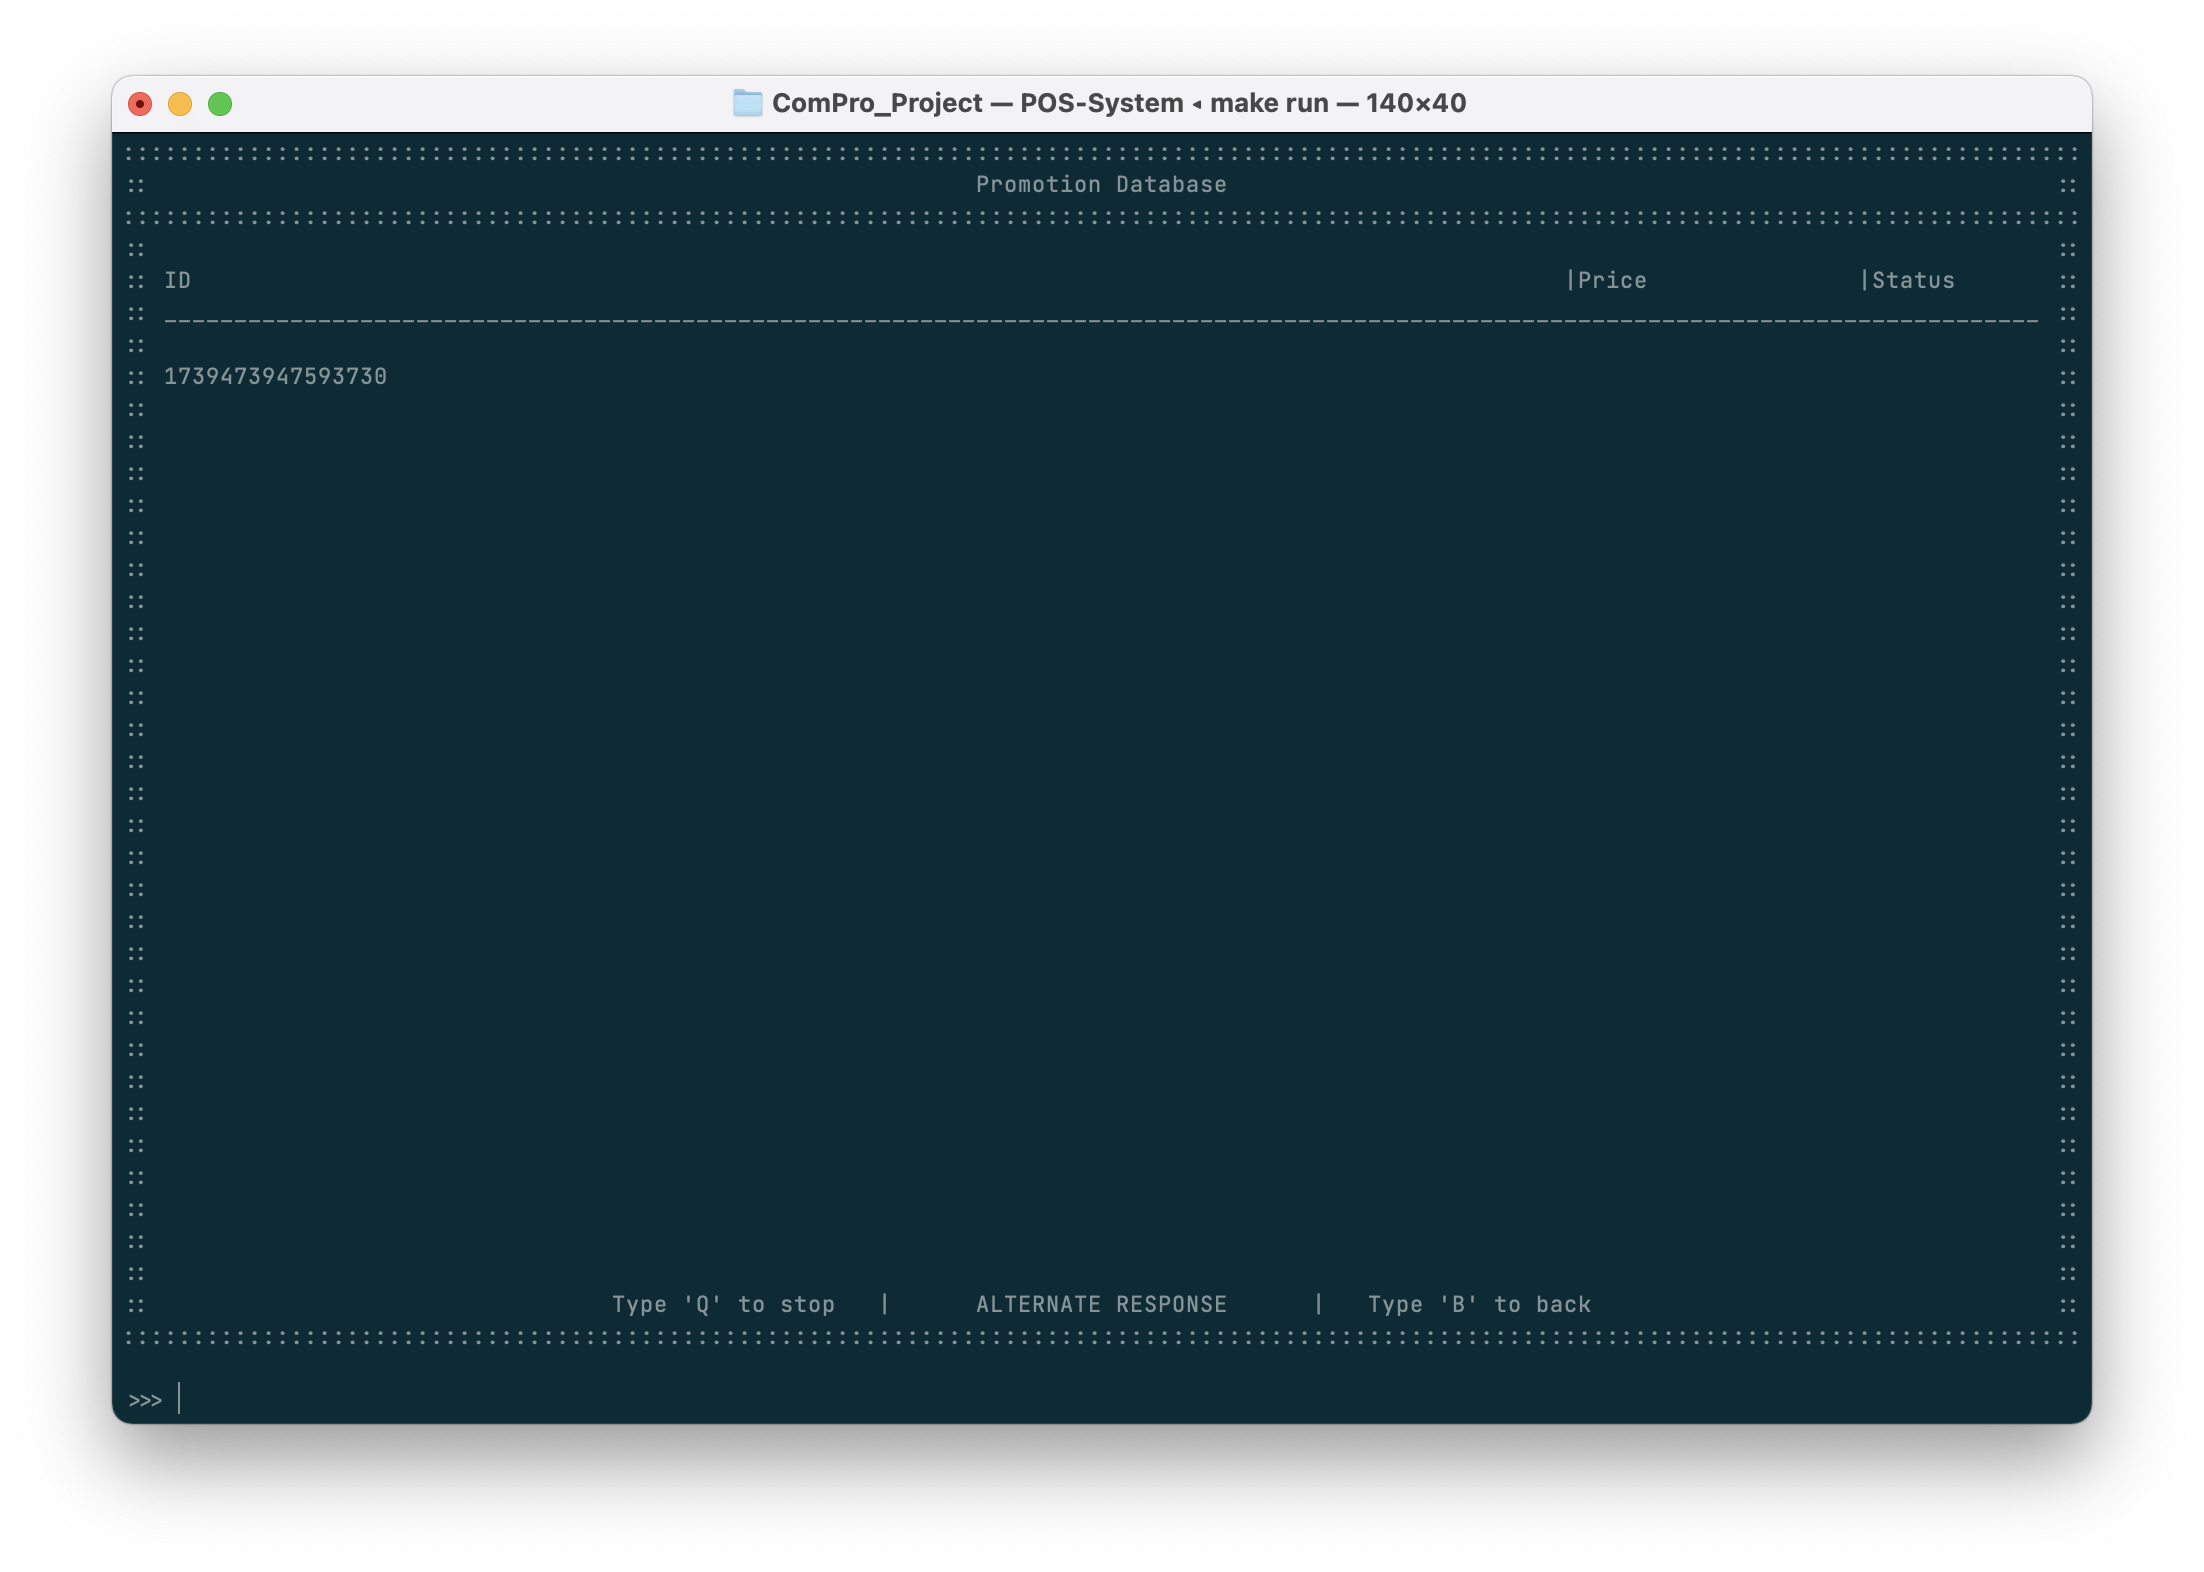 ComPro_Project — POS-System ◂ make run — 140×40
::::::::::::::::::::::::::::::::::::::::::::::::::::::::::::::::::::::::::::::::::::::::::::::::::::::::::::::::::::::::::::::::::::::::::::
:: Promotion Database ::
::::::::::::::::::::::::::::::::::::::::::::::::::::::::::::::::::::::::::::::::::::::::::::::::::::::::::::::::::::::::::::::::::::::::::::
:: ID |Price |Status ::
:: 1739473947593730 ::
:: Type 'Q' to stop | ALTERNATE RESPONSE | Type 'B' to back ::
::::::::::::::::::::::::::::::::::::::::::::::::::::::::::::::::::::::::::::::::::::::::::::::::::::::::::::::::::::::::::::::::::::::::::::
>>>